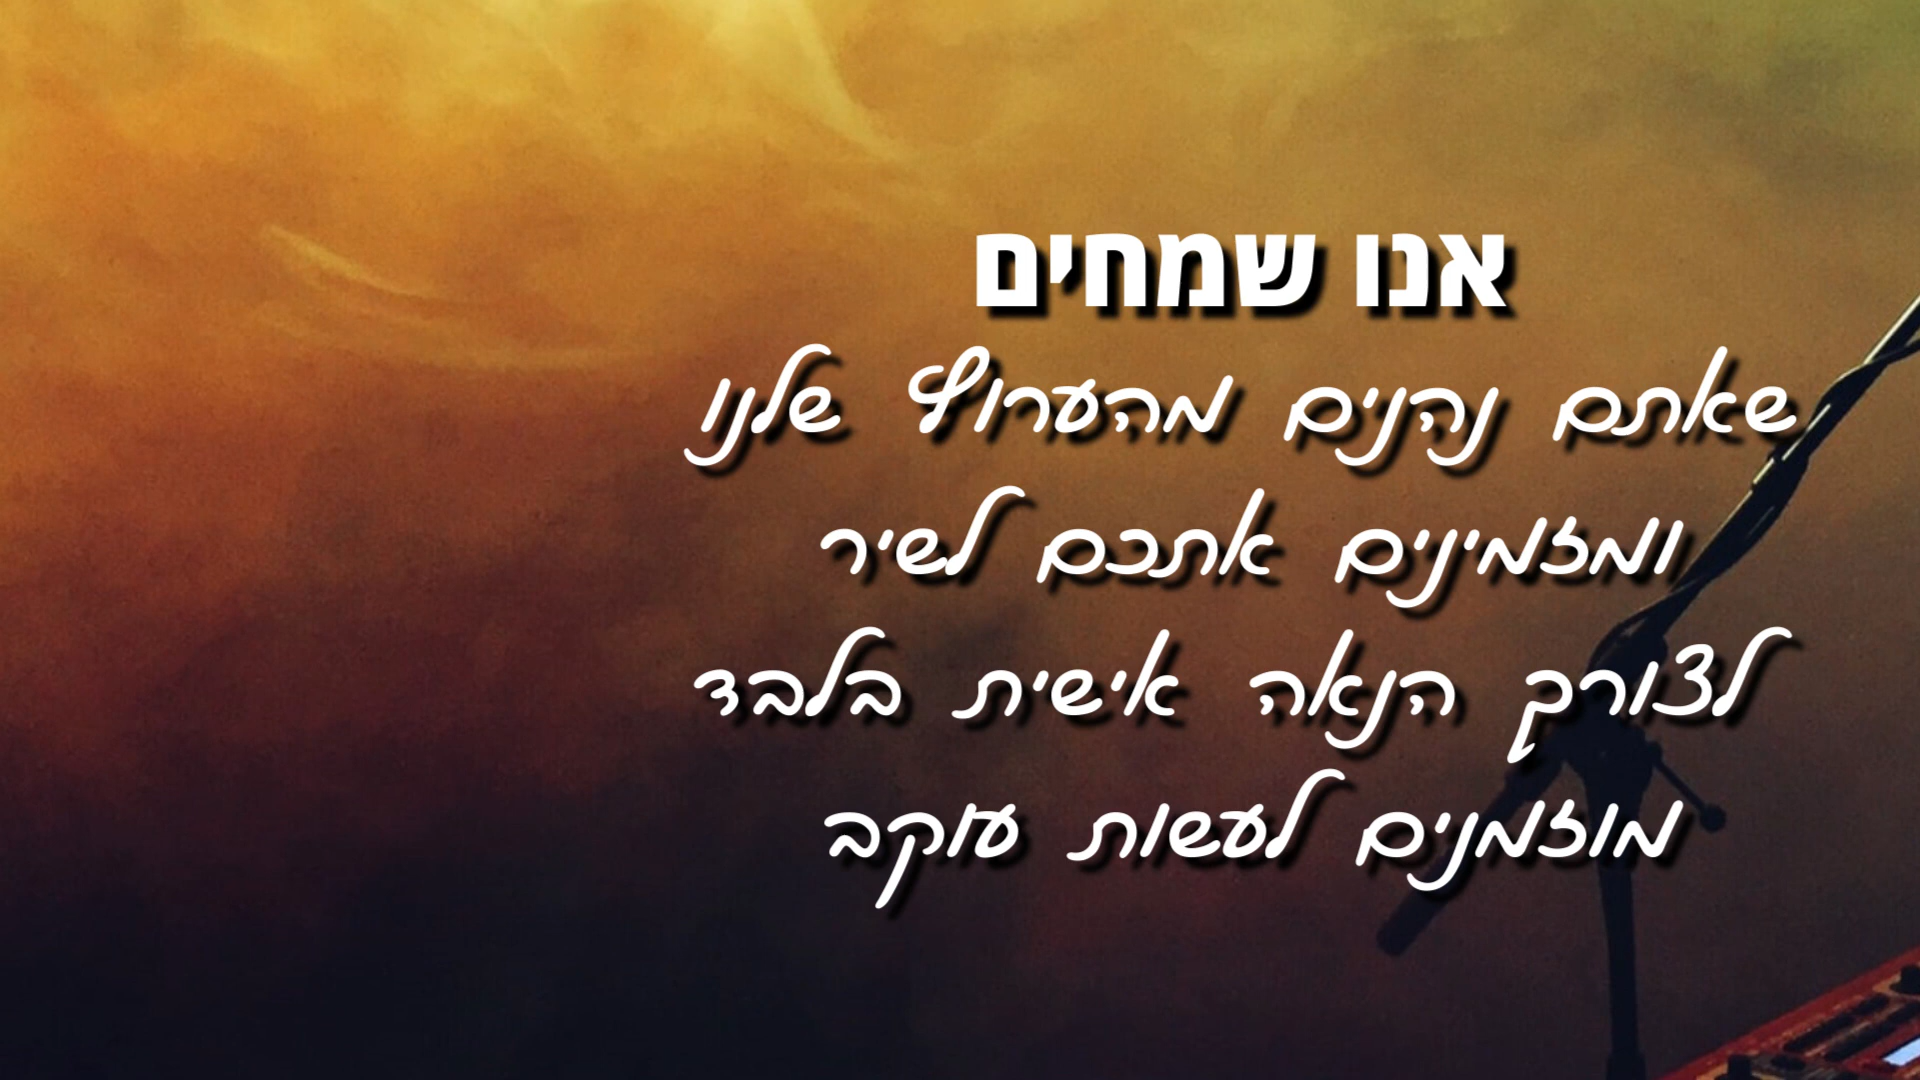 אנו שמחים
שאתם נהנים מהערוץ שלנו
ומזמינים אתכם לשיר
לצורך הנאה אישית בלבד
מוזמנים לעשות עוקב